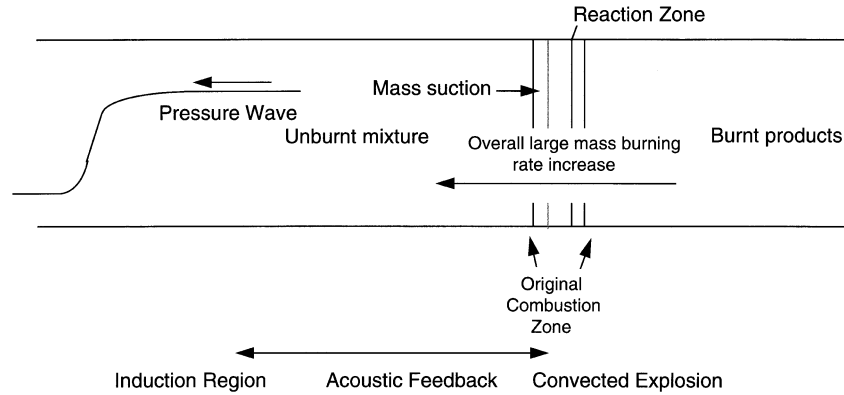 Reaction Zone
Mass suction
Pressure Wave
Unburnt mixture
Overall large mass burning
rate increase
Burnt products
Original
Combustion
Zone
Induction Region
Acoustic Feedback
Convected Explosion